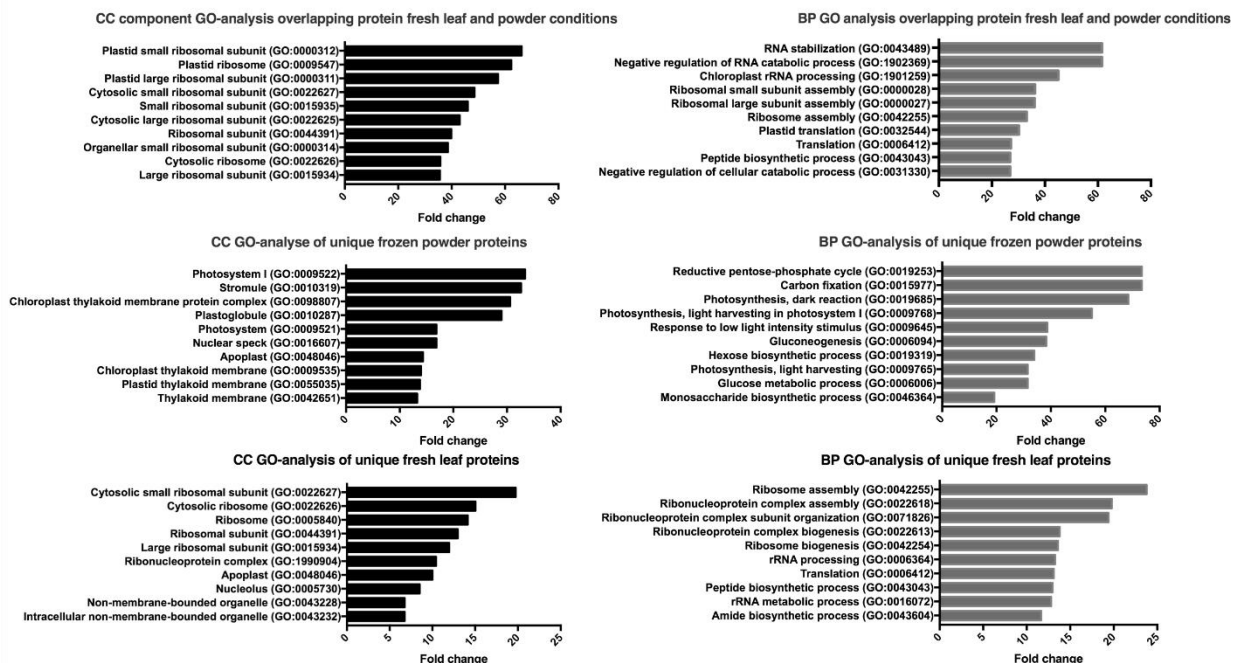 CC component GO-analysis overlapping protein fresh leaf and powder conditions
Plastid small ribosomal subunit (GO:0000312)
Plastid ribosome (GO:0009547)
Plastid large ribosomal subunit (GO:0000311)
Cytosolic small ribosomal subunit (GO:0022627)
Small ribosomal subunit (GO:0015935)
Cytosolic large ribosomal subunit (GO:0022625)
Ribosomal subunit (GO:0044391)
Organellar small ribosomal subunit (GO:0000314)
Cytosolic ribosome (GO:0022626)
Large ribosomal subunit (GO:0015934)
0 20 40 60 80
Fold change
BP GO analysis overlapping protein fresh leaf and powder conditions
RNA stabilization (GO:0043489)
Negative regulation of RNA catabolic process (GO:1902369)
Chloroplast rRNA processing (GO:1901259)
Ribosomal small subunit assembly (GO:0000028)
Ribosomal large subunit assembly (GO:0000027)
Ribosome assembly (GO:0042255)
Plastid translation (GO:0032544)
Translation (GO:0006412)
Peptide biosynthetic process (GO:0043043)
Negative regulation of cellular catabolic process (GO:0031330)
0 20 40 60 80
Fold change
CC GO-analyse of unique frozen powder proteins
Photosystem I (GO:0009522)
Stromule (GO:0010319)
Chloroplast thylakoid membrane protein complex (GO:0098807)
Plastoglobule (GO:0010287)
Photosystem (GO:0009521)
Nuclear speck (GO:0016607)
Apoplast (GO:0048046)
Chloroplast thylakoid membrane (GO:0009535)
Plastid thylakoid membrane (GO:0055035)
Thylakoid membrane (GO:0042651)
0 10 20 30 40
Fold change
BP GO-analysis of unique frozen powder proteins
Reductive pentose-phosphate cycle (GO:0019253)
Carbon fixation (GO:0015977)
Photosynthesis, dark reaction (GO:0019685)
Photosynthesis, light harvesting in photosystem I (GO:0009768)
Response to low light intensity stimulus (GO:0009645)
Gluconeogenesis (GO:0006094)
Hexose biosynthetic process (GO:0019319)
Photosynthesis, light harvesting (GO:0009765)
Glucose metabolic process (GO:0006006)
Monosaccharide biosynthetic process (GO:0046364)
0 20 40 60 80
Fold change
CC GO-analysis of unique fresh leaf proteins
Cytosolic small ribosomal subunit (GO:0022627)
Cytosolic ribosome (GO:0022626)
Ribosome (GO:0005840)
Ribosomal subunit (GO:0044391)
Large ribosomal subunit (GO:0015934)
Ribonucleoprotein complex (GO:1990904)
Apoplast (GO:0048046)
Nucleolus (GO:0005730)
Non-membrane-bounded organelle (GO:0043228)
Intracellular non-membrane-bounded organelle (GO:0043232)
0 5 10 15 20 25
Fold change
BP GO-analysis of unique fresh leaf proteins
Ribosome assembly (GO:0042255)
Ribonucleoprotein complex assembly (GO:0022618)
Ribonucleoprotein complex subunit organization (GO:0071826)
Ribonucleoprotein complex biogenesis (GO:0022613)
Ribosome biogenesis (GO:0042254)
rRNA processing (GO:0006364)
Translation (GO:0006412)
Peptide biosynthetic process (GO:0043043)
rRNA metabolic process (GO:0016072)
Amide biosynthetic process (GO:0043604)
0 5 10 15 20 25
Fold change